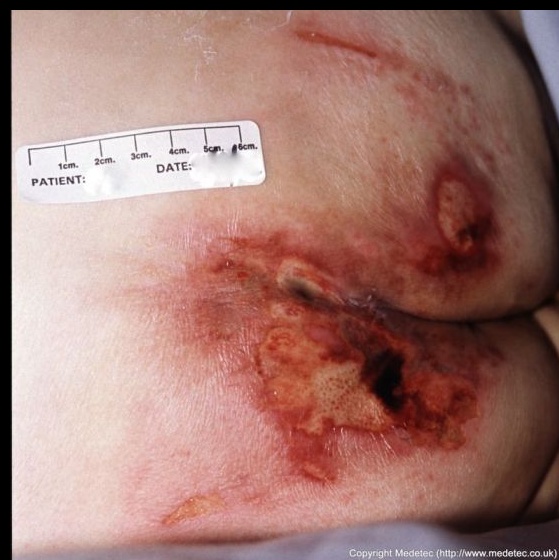 1cm. 2cm. 3cm. 4cm. 5cm. 6cm.
PATIENT: DATE:
Copyright Medetec (http://www.medetec.co.uk)